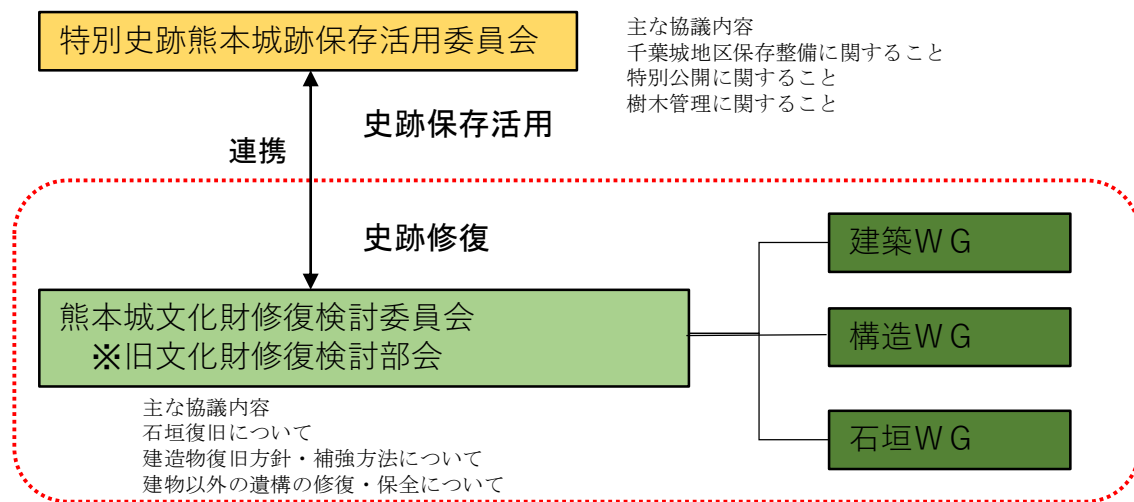 特別史跡熊本城跡保存活用委員会
主な協議内容
千葉城地区保存整備に関すること
特別公開に関すること
樹木管理に関すること
史跡保存活用
連携
史跡修復
熊本城文化財修復検討委員会
※旧文化財修復検討部会
主な協議内容
石垣復旧について
建造物復旧方針・補強方法について
建物以外の遺構の修復・保全について
建築ＷＧ
構造ＷＧ
石垣ＷＧ